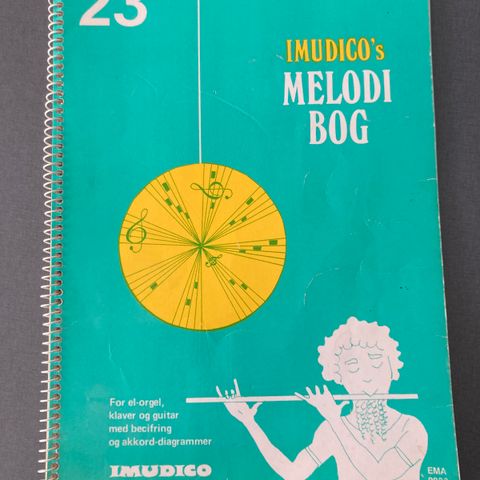 23
IMUDICO's
MELODI
BOG
For el-orgel,
klaver og guitar
med becifring
og akkord-diagrammer
IMUDICO
EMA